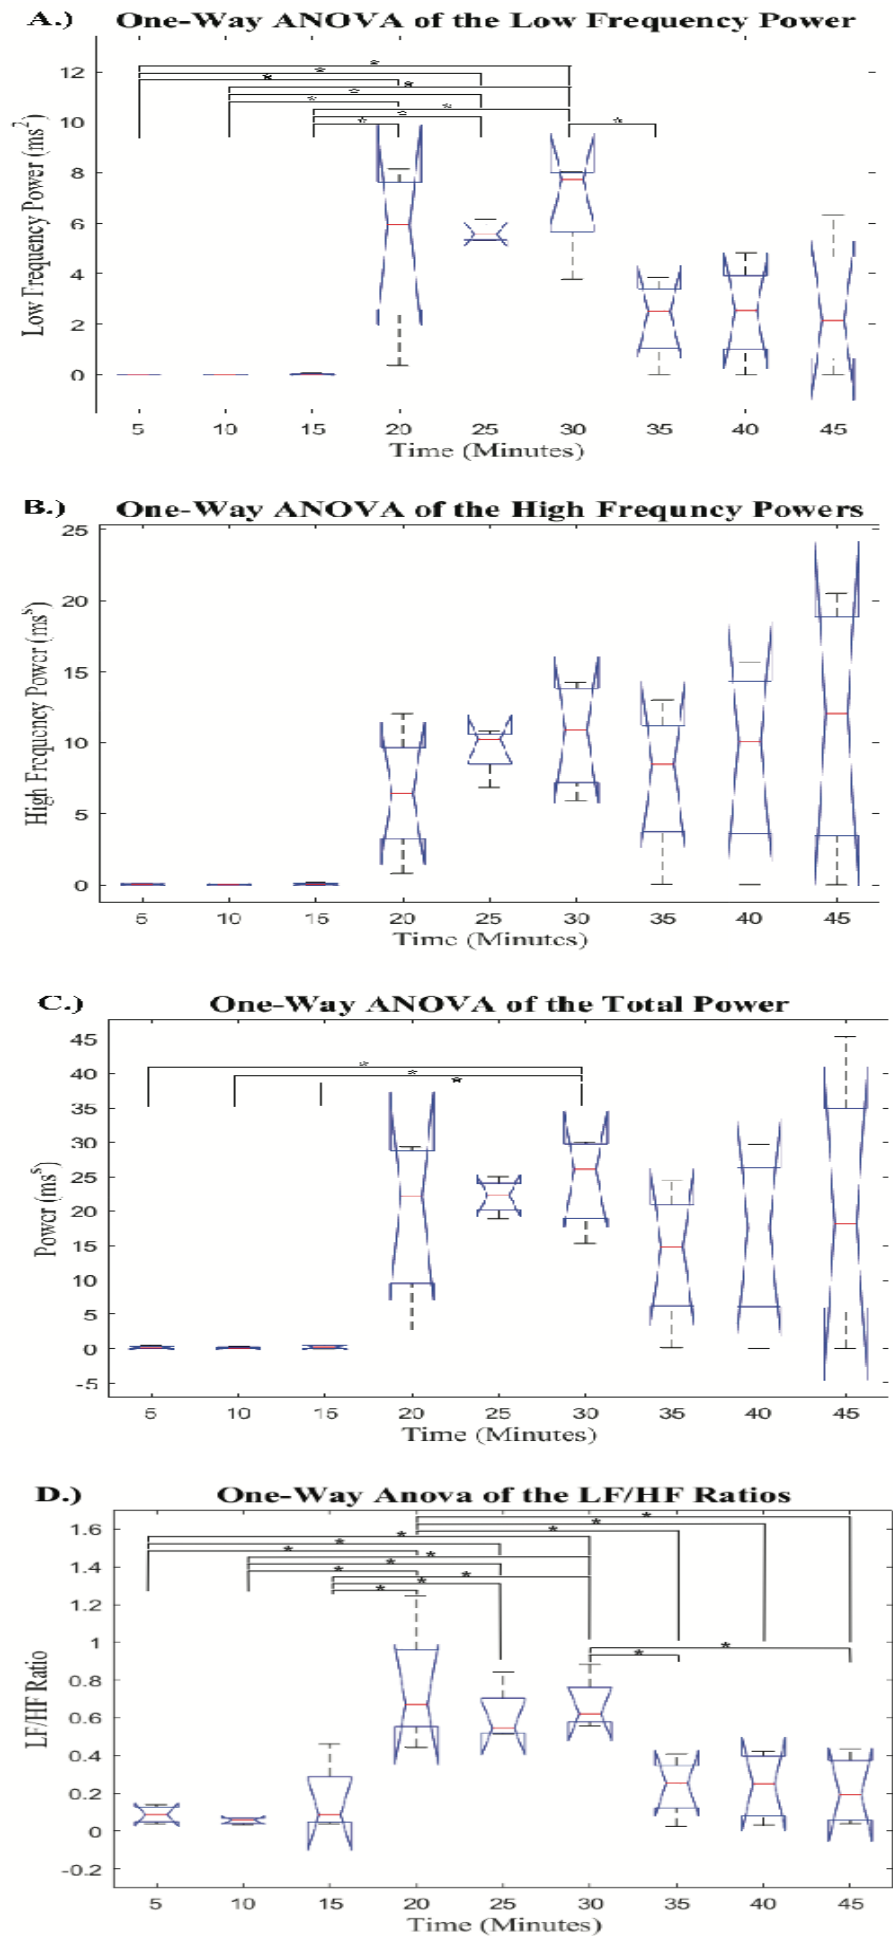 A.) One-Way ANOVA of the Low Frequency Power
Low Frequency Power (ms²)
12
10
8
6
4
2
0
* * * * * * * * * *
5 10 15 20 25 30 35 40 45
Time (Minutes)
B.) One-Way ANOVA of the High Frequncy Powers
High Frequency Power (msˢ)
25
20
15
10
5
0
5 10 15 20 25 30 35 40 45
Time (Minutes)
C.) One-Way ANOVA of the Total Power
Power (msˢ)
45
40
35
30
25
20
15
10
5
0
-5
* * *
5 10 15 20 25 30 35 40 45
Time (Minutes)
D.) One-Way Anova of the LF/HF Ratios
LF/HF Ratio
1.6
1.4
1.2
1
0.8
0.6
0.4
0.2
0
-0.2
* * * * * * * * * * * * * *
5 10 15 20 25 30 35 40 45
Time (Minutes)